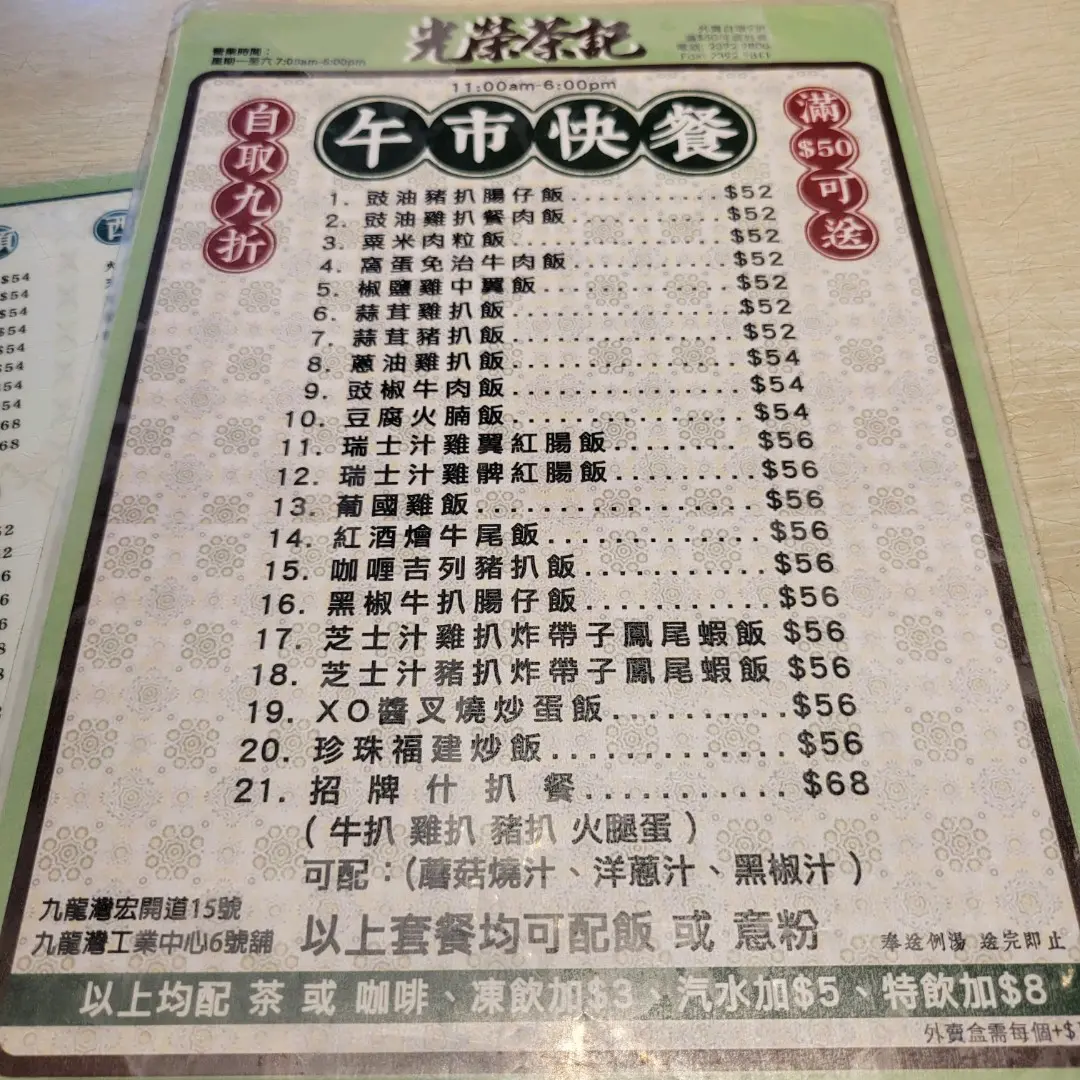 光榮茶記
營業時間：
星期一至六 7:00am-6:00pm
11:00am-6:00pm
午市快餐
自取九折
滿$50可送
1. 豉油豬扒腸仔飯..............$52
2. 豉油雞扒餐肉飯..............$52
3. 粟米肉粒飯..................$52
4. 窩蛋免治牛肉飯..............$52
5. 椒鹽雞中翼飯................$52
6. 蒜茸雞扒飯..................$52
7. 蒜茸豬扒飯..................$52
8. 蔥油雞扒飯..................$54
9. 豉椒牛肉飯..................$54
10. 豆腐火腩飯.................$54
11. 瑞士汁雞翼紅腸飯........$56
12. 瑞士汁雞髀紅腸飯.........$56
13. 葡國雞飯.................$56
14. 紅酒燴牛尾飯.............$56
15. 咖喱吉列豬扒飯...........$56
16. 黑椒牛扒腸仔飯...........$56
17. 芝士汁雞扒炸帶子鳳尾蝦飯 $56
18. 芝士汁豬扒炸帶子鳳尾蝦飯 $56
19. XO醬叉燒炒蛋飯..........$56
20. 珍珠福建炒飯.............$56
21. 招牌什扒餐...........$68
（牛扒 雞扒 豬扒 火腿蛋）
可配：(蘑菇燒汁、洋蔥汁、黑椒汁)
九龍灣宏開道15號
九龍灣工業中心6號舖
以上套餐均可配飯 或 意粉
奉送例湯 送完即止
以上均配 茶 或 咖啡、凍飲加$3、汽水加$5、特飲加$8
外賣盒需每個+$
$54
$54
$54
$54